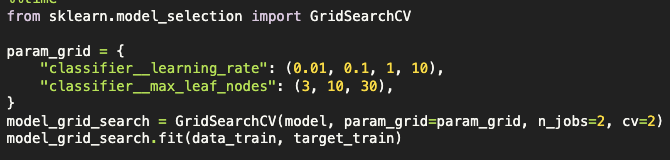 from sklearn.model_selection import GridSearchCV

param_grid = {
    "classifier__learning_rate": (0.01, 0.1, 1, 10),
    "classifier__max_leaf_nodes": (3, 10, 30),
}
model_grid_search = GridSearchCV(model, param_grid=param_grid, n_jobs=2, cv=2)
model_grid_search.fit(data_train, target_train)